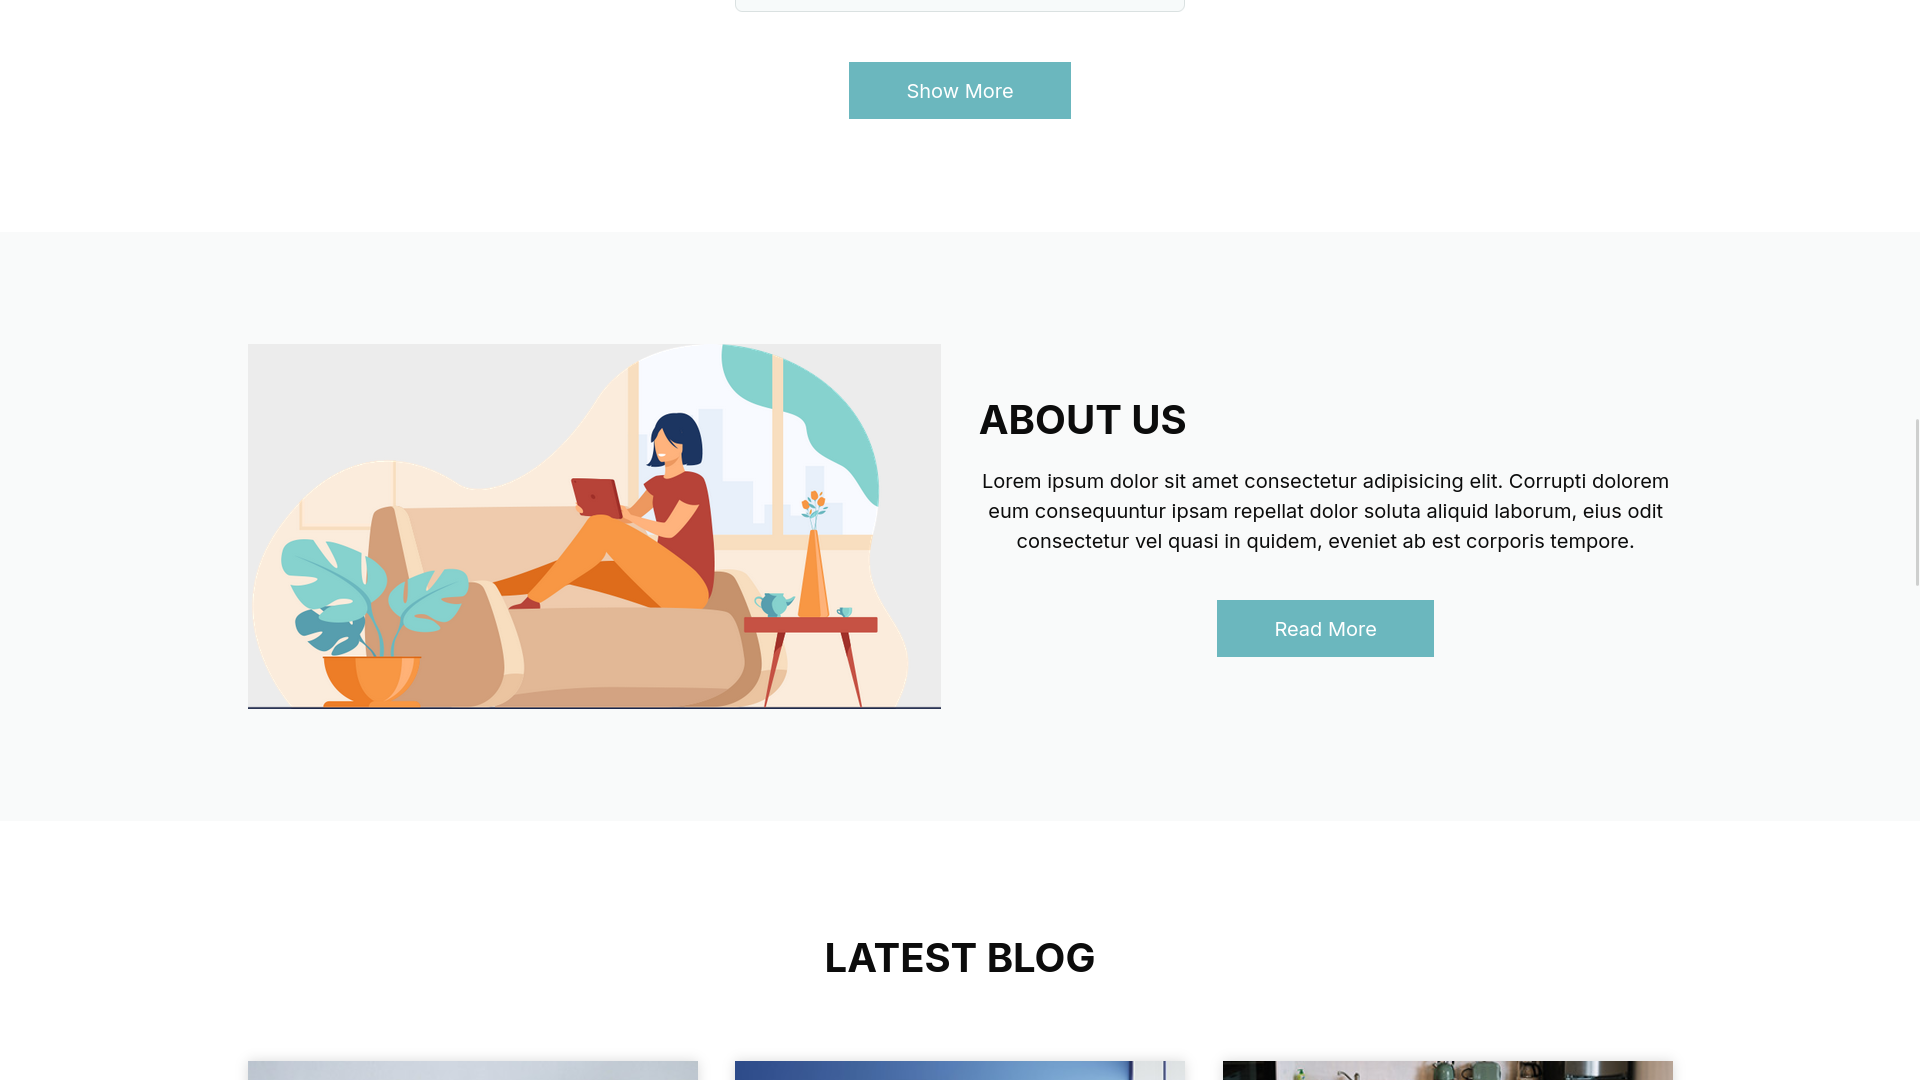 Show More
ABOUT US
Lorem ipsum dolor sit amet consectetur adipisicing elit. Corrupti dolorem
eum consequuntur ipsam repellat dolor soluta aliquid laborum, eius odit
consectetur vel quasi in quidem, eveniet ab est corporis tempore.
Read More
LATEST BLOG